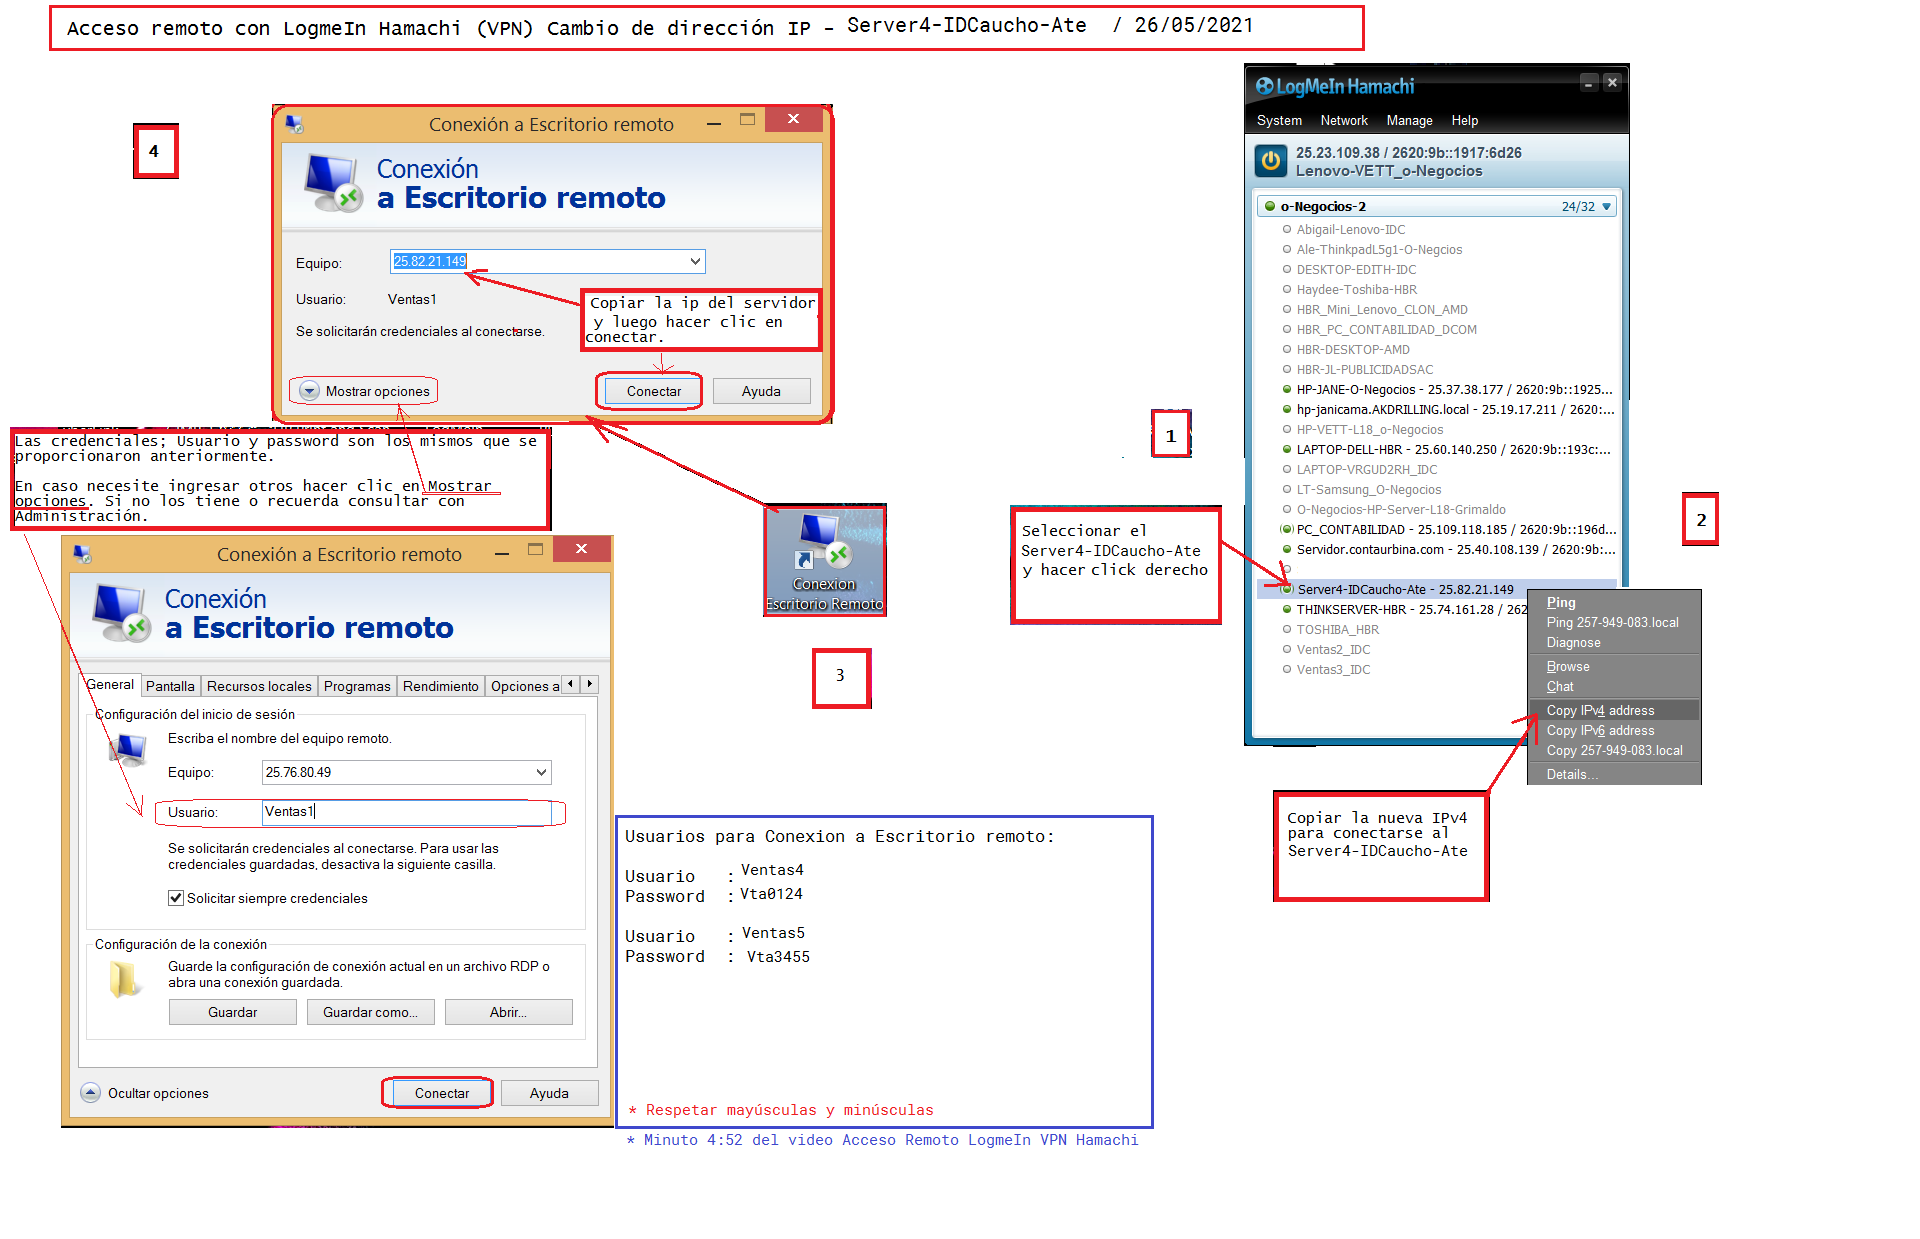 Acceso remoto con LogmeIn Hamachi (VPN) Cambio de dirección IP - Server4-IDCaucho-Ate / 26/05/2021
4
Conexión a Escritorio remoto
Conexión
a Escritorio remoto
Equipo: 25.82.21.149
Usuario: Ventas1
Se solicitarán credenciales al conectarse.
Copiar la ip del servidor
y luego hacer clic en
conectar.
Mostrar opciones
Conectar
Ayuda
Las credenciales; Usuario y password son los mismos que se
proporcionaron anteriormente.
En caso necesite ingresar otros hacer clic en Mostrar
opciones. Si no los tiene o recuerda consultar con
Administración.
Conexión a Escritorio remoto
Conexión
a Escritorio remoto
General Pantalla Recursos locales Programas Rendimiento Opciones a
Configuración del inicio de sesión
Escriba el nombre del equipo remoto.
Equipo: 25.76.80.49
Usuario: Ventas1
Se solicitarán credenciales al conectarse. Para usar las
credenciales guardadas, desactiva la siguiente casilla.
Solicitar siempre credenciales
Configuración de la conexión
Guarde la configuración de conexión actual en un archivo RDP o
abra una conexión guardada.
Guardar Guardar como... Abrir...
Ocultar opciones
Conectar
Ayuda
Conexion
Escritorio Remoto
3
Usuarios para Conexion a Escritorio remoto:
Usuario : Ventas4
Password : Vta0124
Usuario : Ventas5
Password : Vta3455
* Respetar mayúsculas y minúsculas
* Minuto 4:52 del video Acceso Remoto LogmeIn VPN Hamachi
1
Seleccionar el
Server4-IDCaucho-Ate
y hacer click derecho
LogMeIn Hamachi
System Network Manage Help
25.23.109.38 / 2620:9b::1917:6d26
Lenovo-VETT_o-Negocios
o-Negocios-2 24/32
Abigail-Lenovo-IDC
Ale-ThinkpadL5g1-O-Negcios
DESKTOP-EDITH-IDC
Haydee-Toshiba-HBR
HBR_Mini_Lenovo_CLON_AMD
HBR_PC_CONTABILIDAD_DCOM
HBR-DESKTOP-AMD
HBR-JL-PUBLICIDADSAC
HP-JANE-O-Negocios - 25.37.38.177 / 2620:9b::1925...
hp-janicama.AKDRILLING.local - 25.19.17.211 / 2620:...
HP-VETT-L18_o-Negocios
LAPTOP-DELL-HBR - 25.60.140.250 / 2620:9b::193c:...
LAPTOP-VRGUD2RH_IDC
LT-Samsung_O-Negocios
O-Negocios-HP-Server-L18-Grimaldo
PC_CONTABILIDAD - 25.109.118.185 / 2620:9b::196d...
Servidor.contaurbina.com - 25.40.108.139 / 2620:9b:...
Server4-IDCaucho-Ate - 25.82.21.149
THINKSERVER-HBR - 25.74.161.28 / 262
TOSHIBA_HBR
Ventas2_IDC
Ventas3_IDC
2
Ping
Ping 257-949-083.local
Diagnose
Browse
Chat
Copy IPv4 address
Copy IPv6 address
Copy 257-949-083.local
Details...
Copiar la nueva IPv4
para conectarse al
Server4-IDCaucho-Ate